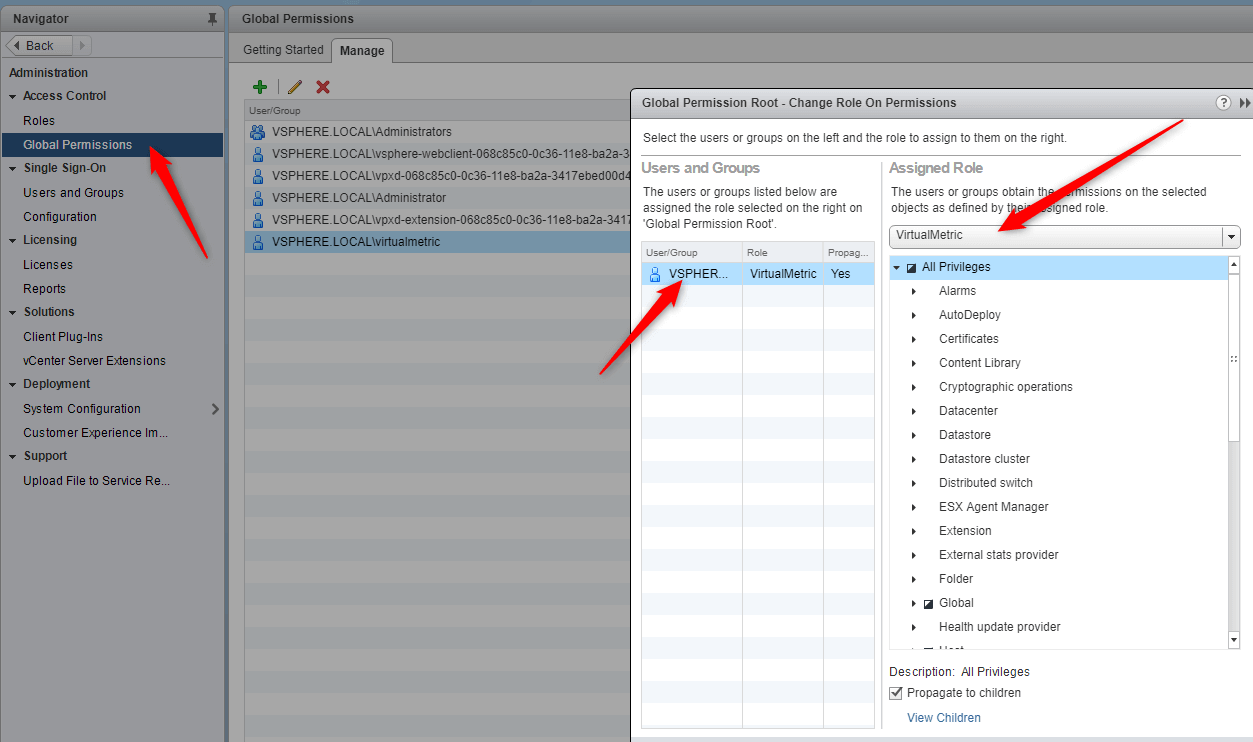 Navigator
Back
Administration
Access Control
Roles
Global Permissions
Single Sign-On
Users and Groups
Configuration
Licensing
Licenses
Reports
Solutions
Client Plug-Ins
vCenter Server Extensions
Deployment
System Configuration
Customer Experience Im...
Support
Upload File to Service Re...
Global Permissions
Getting Started
Manage
User/Group
VSPHERE.LOCAL\Administrators
VSPHERE.LOCAL\vsphere-webclient-068c85c0-0c36-11e8-ba2a-3
VSPHERE.LOCAL\vpxd-068c85c0-0c36-11e8-ba2a-3417ebed00d4
VSPHERE.LOCAL\Administrator
VSPHERE.LOCAL\vpxd-extension-068c85c0-0c36-11e8-ba2a-3417
VSPHERE.LOCAL\virtualmetric
Global Permission Root - Change Role On Permissions
?
Select the users or groups on the left and the role to assign to them on the right.
Users and Groups
The users or groups listed below are
assigned the role selected on the right on
'Global Permission Root'.
User/Group Role Propag...
VSPHER... VirtualMetric Yes
Assigned Role
The users or groups obtain the permissions on the selected
objects as defined by their assigned role.
VirtualMetric
All Privileges
Alarms
AutoDeploy
Certificates
Content Library
Cryptographic operations
Datacenter
Datastore
Datastore cluster
Distributed switch
ESX Agent Manager
Extension
External stats provider
Folder
Global
Health update provider
Host
Description: All Privileges
Propagate to children
View Children